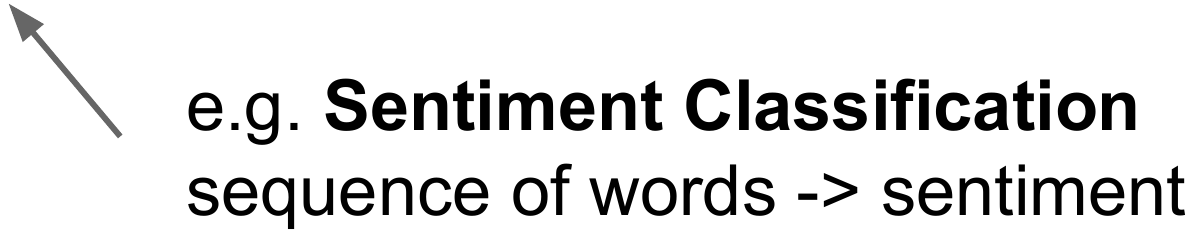 e.g. Sentiment Classification
sequence of words -> sentiment